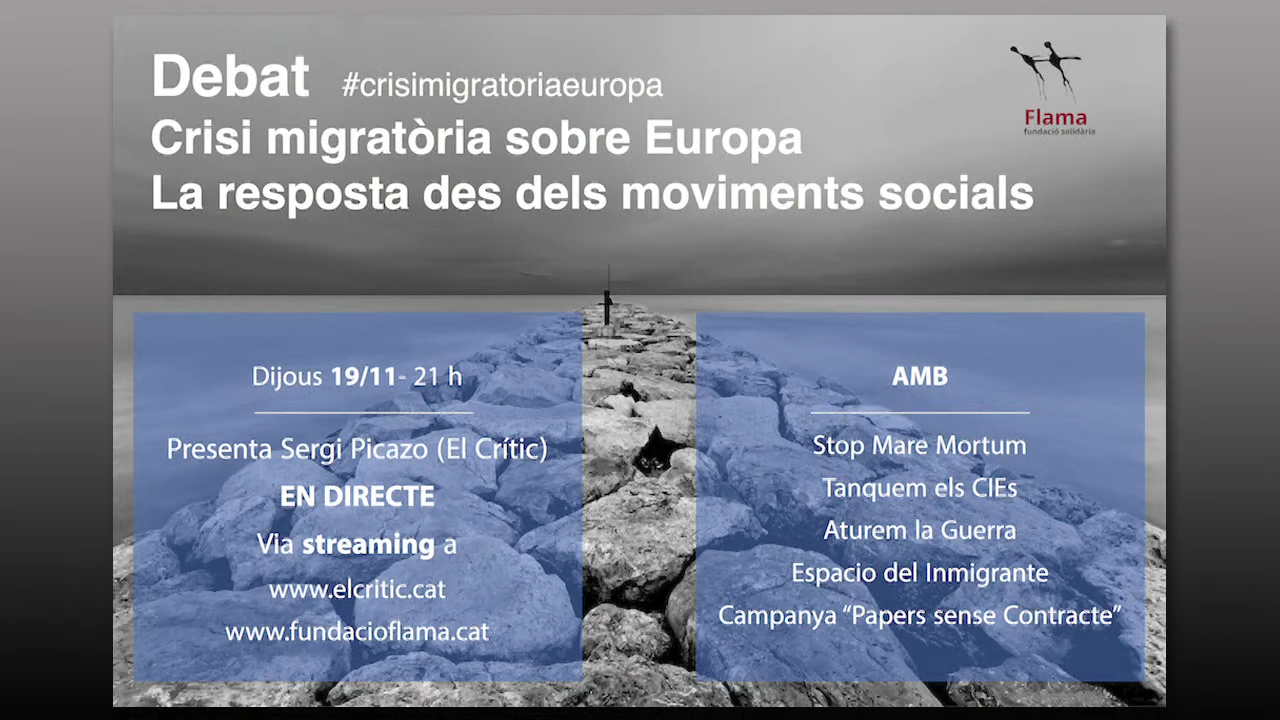 Debat #crisimigratoriaeuropa
Crisi migratòria sobre Europa
La resposta des dels moviments socials
Flama
fundació solidària
Dijous 19/11- 21 h
Presenta Sergi Picazo (El Crític)
EN DIRECTE
Via streaming a
www.elcritic.cat
www.fundacioflama.cat
AMB
Stop Mare Mortum
Tanquem els CIEs
Aturem la Guerra
Espacio del Inmigrante
Campanya “Papers sense Contracte”